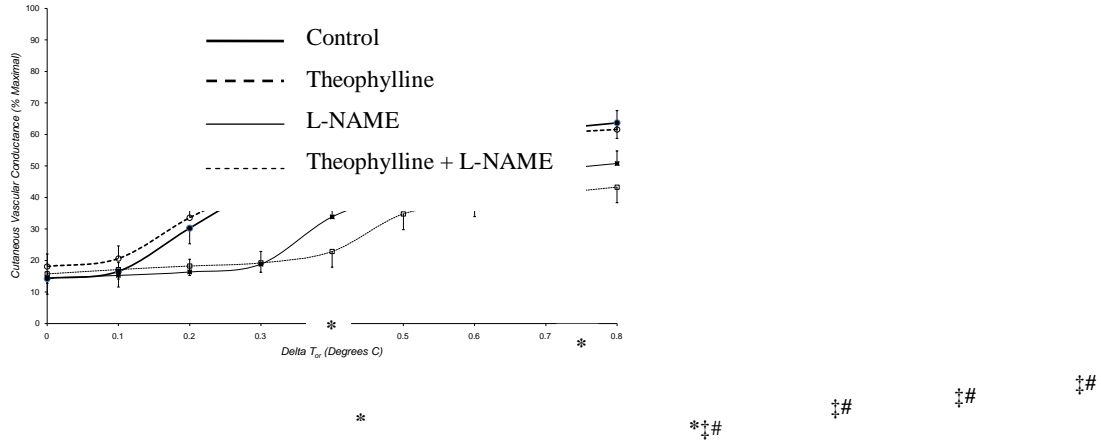 100
90
80
70
60
50
40
30
20
10
0
Cutaneous Vascular Conductance (% Maximal)
Control
Theophylline
L-NAME
Theophylline + L-NAME
0 0.1 0.2 0.3 0.4 0.5 0.6 0.7 0.8
Delta Tor (Degrees C)
*
*
‡#
‡#
‡#
*
*‡#